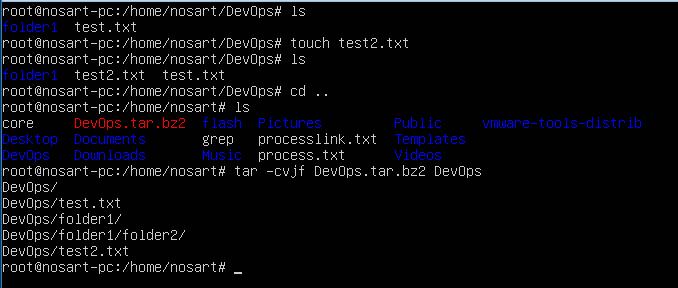 root@nosart-pc:/home/nosart/DevOps# ls
folder1  test.txt
root@nosart-pc:/home/nosart/DevOps# touch test2.txt
root@nosart-pc:/home/nosart/DevOps# ls
folder1  test2.txt  test.txt
root@nosart-pc:/home/nosart/DevOps# cd ..
root@nosart-pc:/home/nosart# ls
core     DevOps.tar.bz2  flash  Pictures         Public     vmware-tools-distrib
Desktop  Documents       grep   processlink.txt  Templates
DevOps   Downloads       Music  process.txt      Videos
root@nosart-pc:/home/nosart# tar -cvjf DevOps.tar.bz2 DevOps
DevOps/
DevOps/test.txt
DevOps/folder1/
DevOps/folder1/folder2/
DevOps/test2.txt
root@nosart-pc:/home/nosart# _